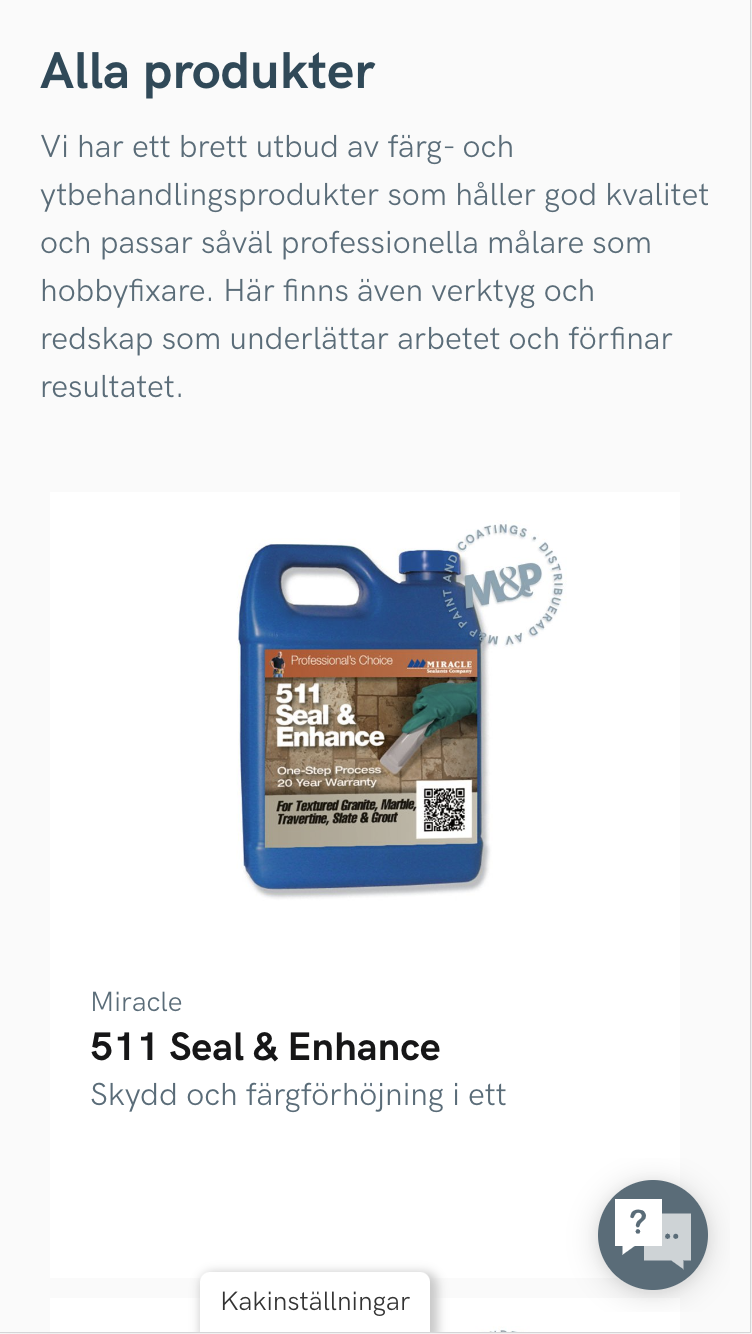 Alla produkter
Vi har ett brett utbud av färg- och
ytbehandlingsprodukter som håller god kvalitet
och passar såväl professionella målare som
hobbyfixare. Här finns även verktyg och
redskap som underlättar arbetet och förfinar
resultatet.
M&P PAINT AND COATINGS • DISTRIBUERAD AV
M&P
Professional's Choice
MIRACLE
Sealants Company
511
Seal &
Enhance
One-Step Process
20 Year Warranty
For Textured Granite, Marble,
Travertine, Slate & Grout
Miracle
511 Seal & Enhance
Skydd och färgförhöjning i ett
?
Kakinställningar